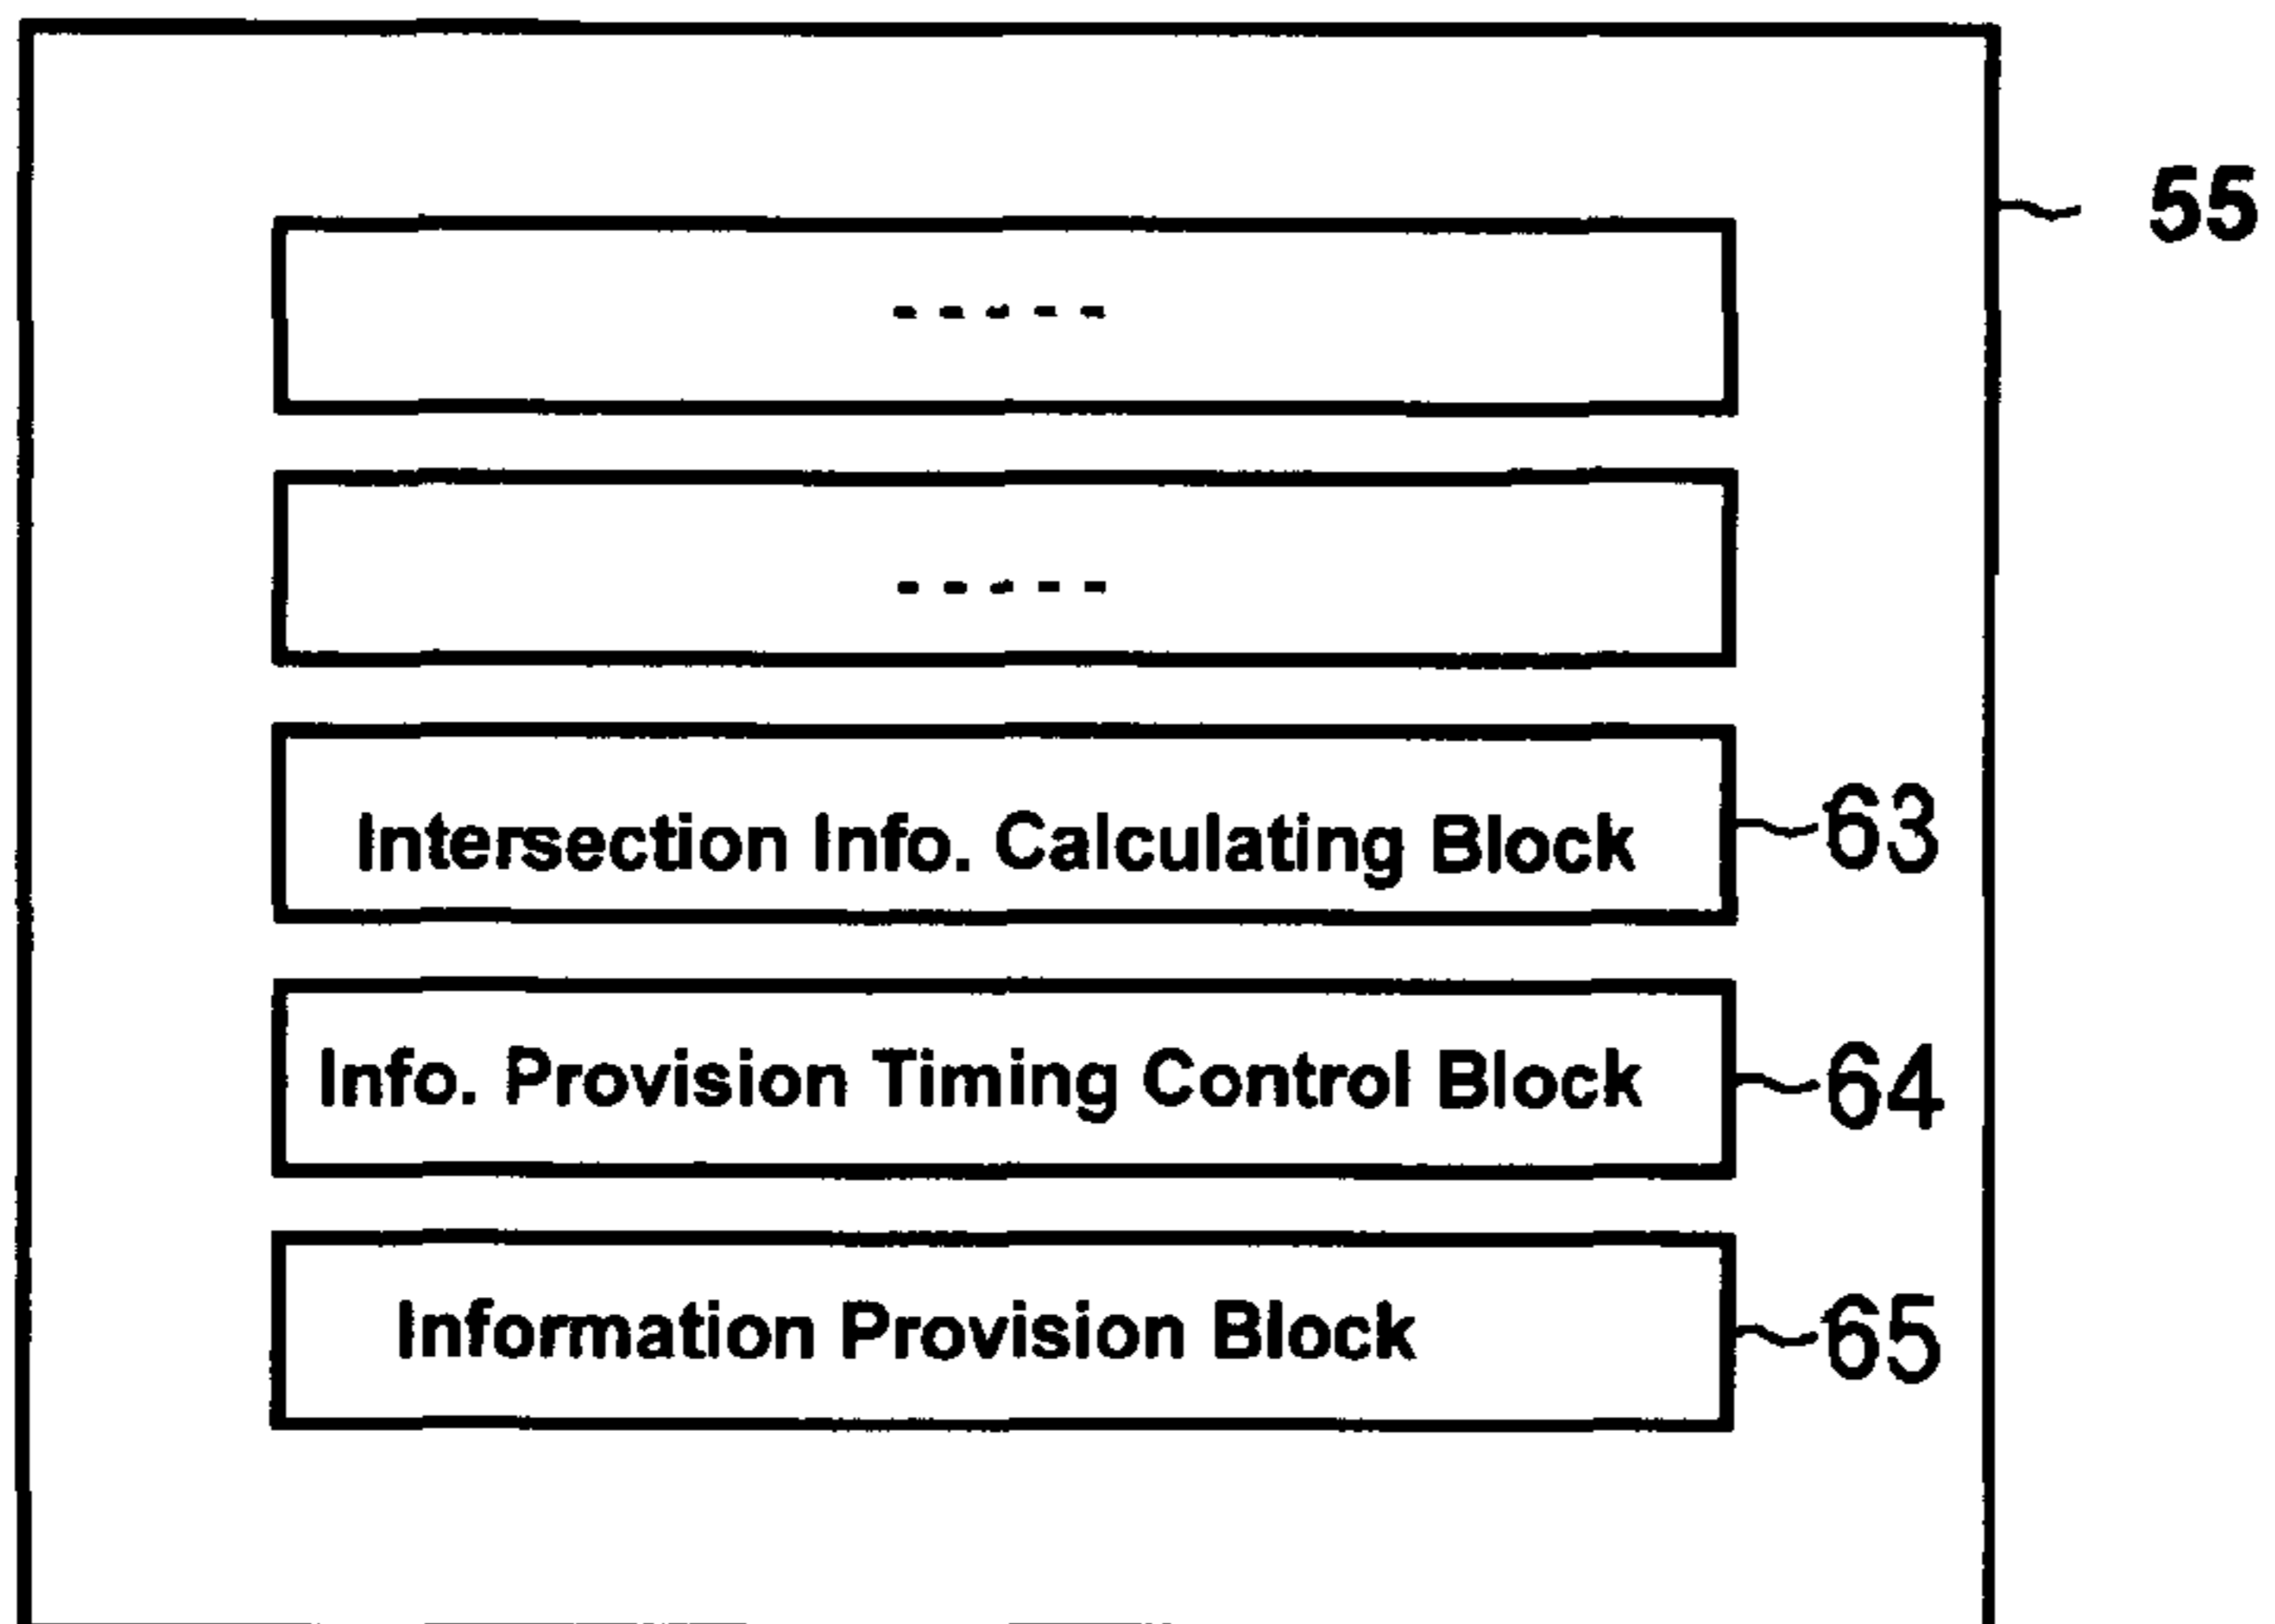 55
-----
-----
Intersection Info. Calculating Block 63
Info. Provision Timing Control Block 64
Information Provision Block 65